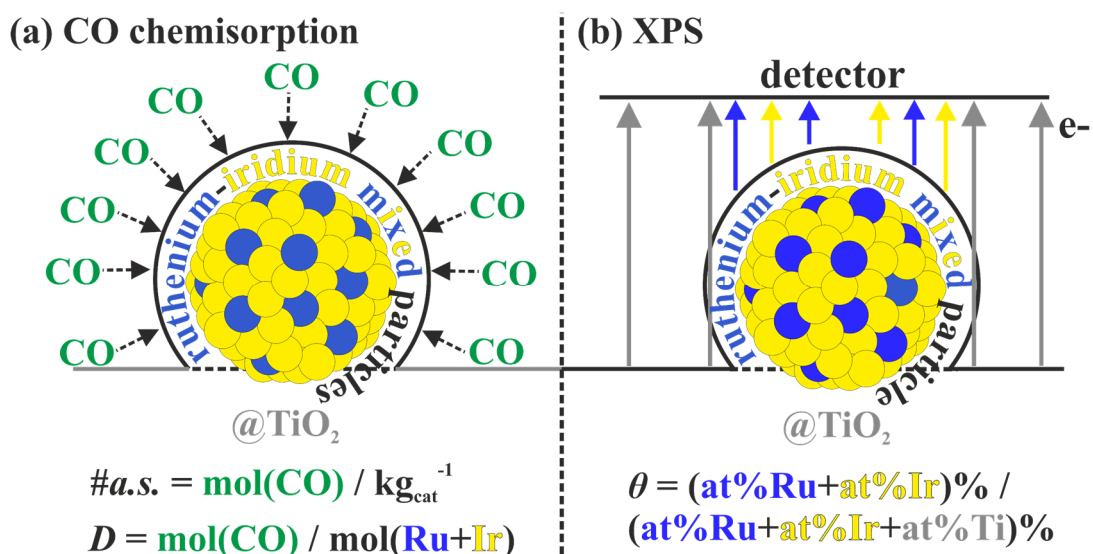 (a) CO chemisorption
CO
CO
CO
CO
CO
CO
CO
CO
CO
CO
CO
ruthenium-iridium mixed particles
@TiO₂
#a.s. = mol(CO) / kg_cat⁻¹
D = mol(CO) / mol(Ru+Ir)
(b) XPS
detector
e-
ruthenium-iridium mixed particle
@TiO₂
θ = (at%Ru+at%Ir)% /
(at%Ru+at%Ir+at%Ti)%